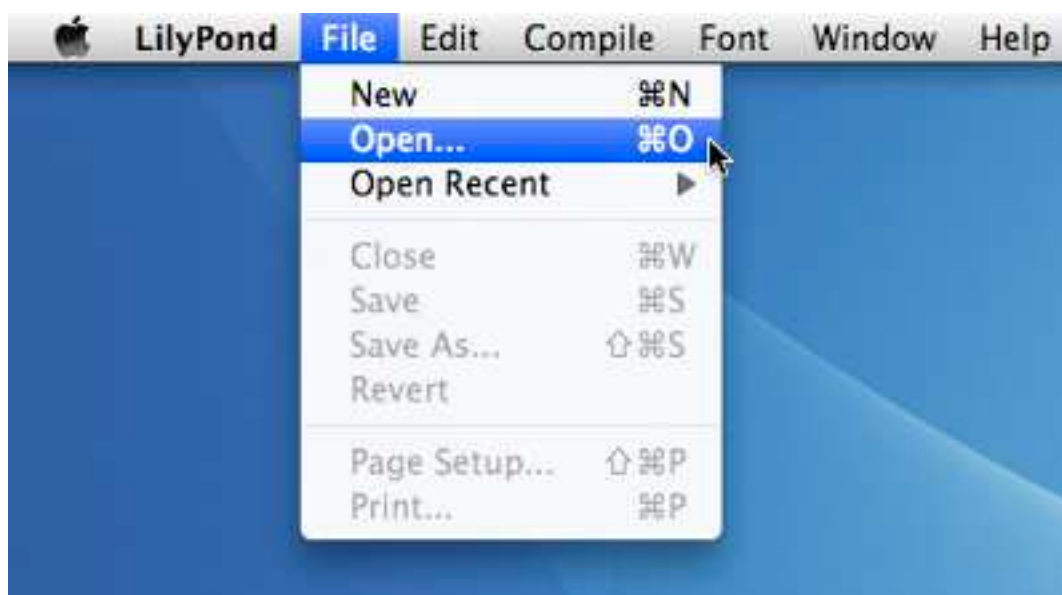 LilyPond File Edit Compile Font Window Help
New ⌘N
Open... ⌘O
Open Recent ▶
Close ⌘W
Save ⌘S
Save As... ⇧⌘S
Revert
Page Setup... ⇧⌘P
Print... ⌘P